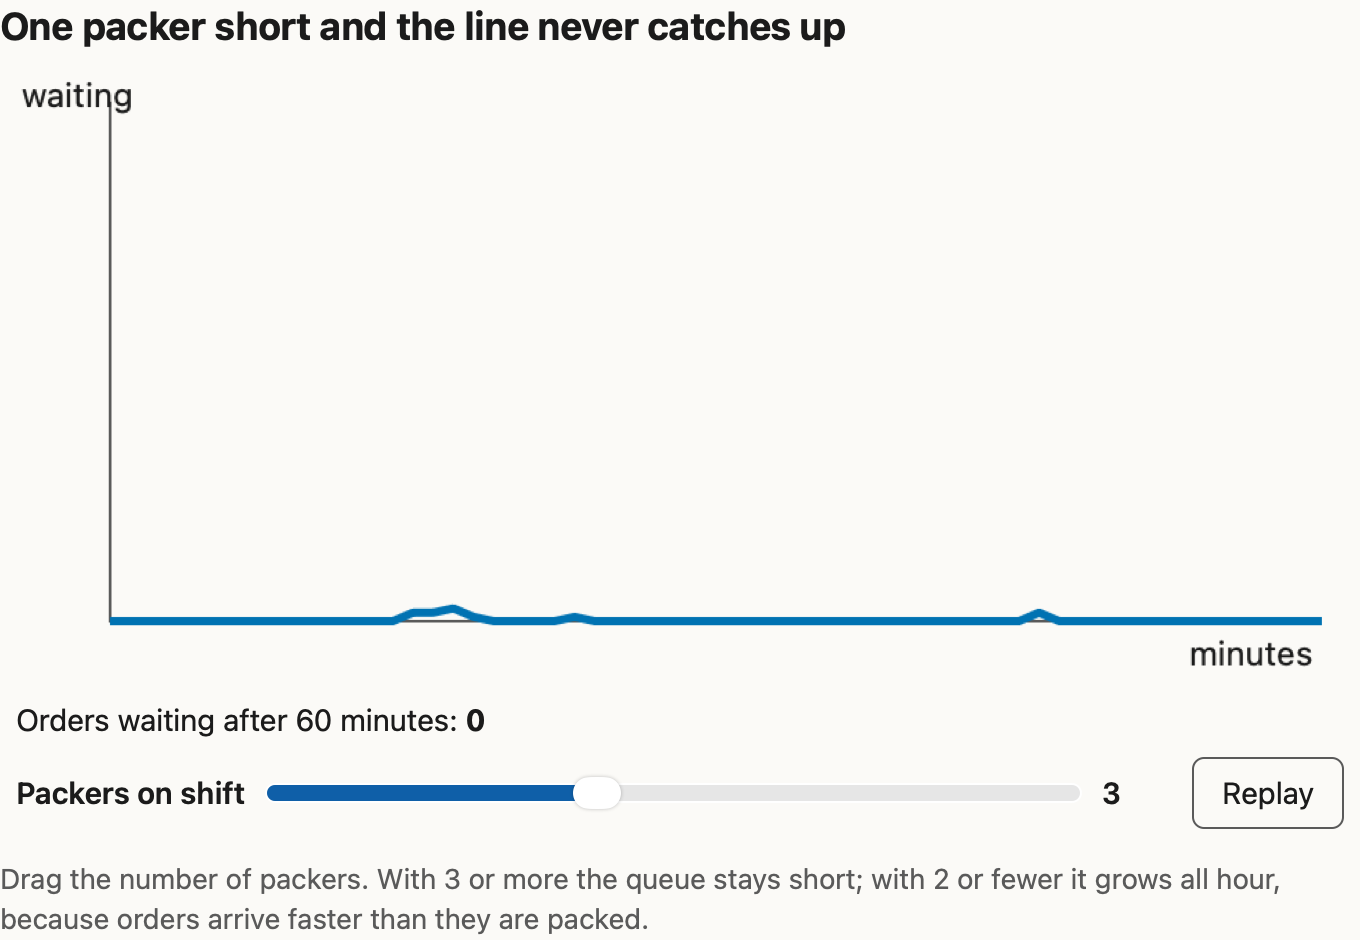 One packer short and the line never catches up
waiting
minutes
Orders waiting after 60 minutes: 0
Packers on shift 3 Replay
Drag the number of packers. With 3 or more the queue stays short; with 2 or fewer it grows all hour,
because orders arrive faster than they are packed.